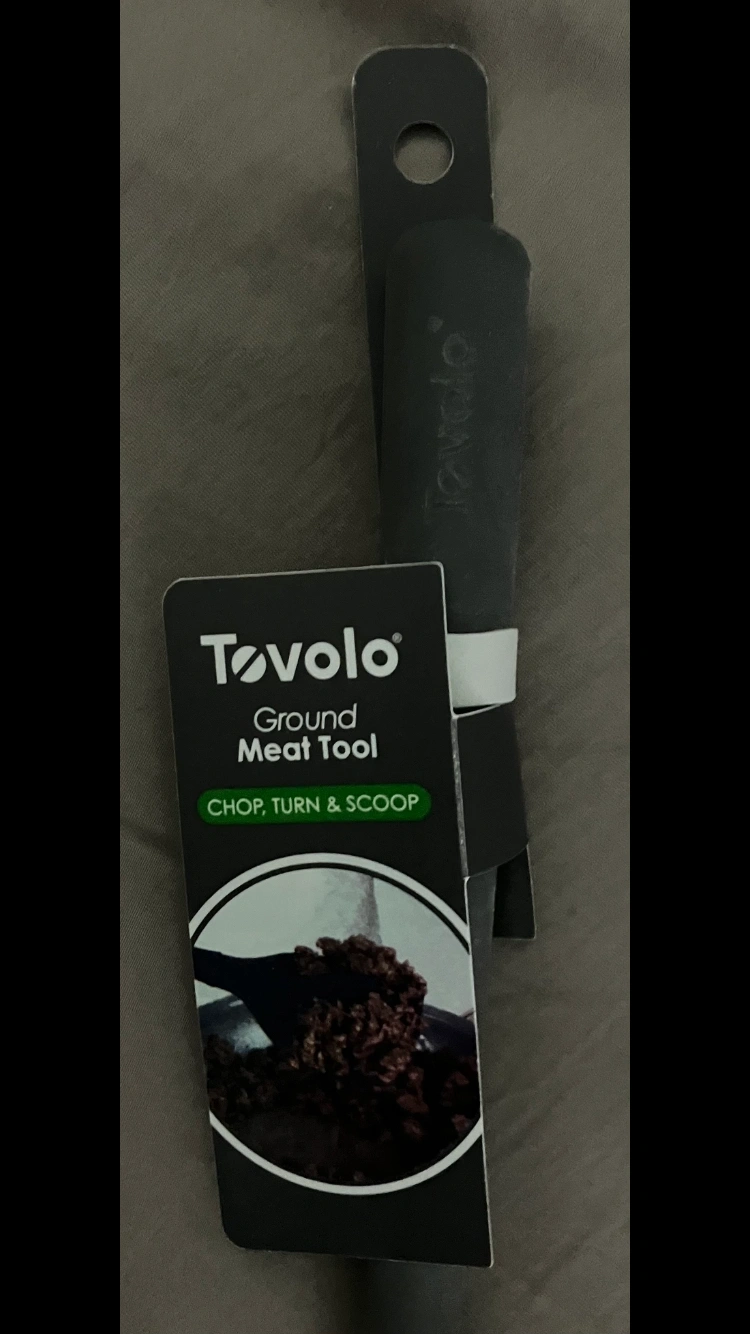 Tovolo
Tovolo®
Ground
Meat Tool
CHOP, TURN & SCOOP